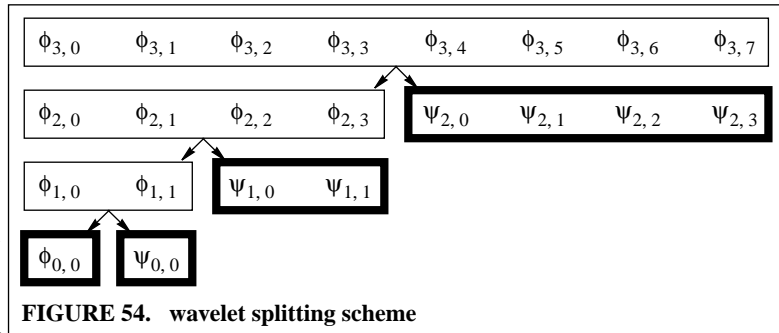 ϕ3, 0 ϕ3, 1 ϕ3, 2 ϕ3, 3 ϕ3, 4 ϕ3, 5 ϕ3, 6 ϕ3, 7
ϕ2, 0 ϕ2, 1 ϕ2, 2 ϕ2, 3 ψ2, 0 ψ2, 1 ψ2, 2 ψ2, 3
ϕ1, 0 ϕ1, 1 ψ1, 0 ψ1, 1
ϕ0, 0 ψ0, 0
FIGURE 54. wavelet splitting scheme